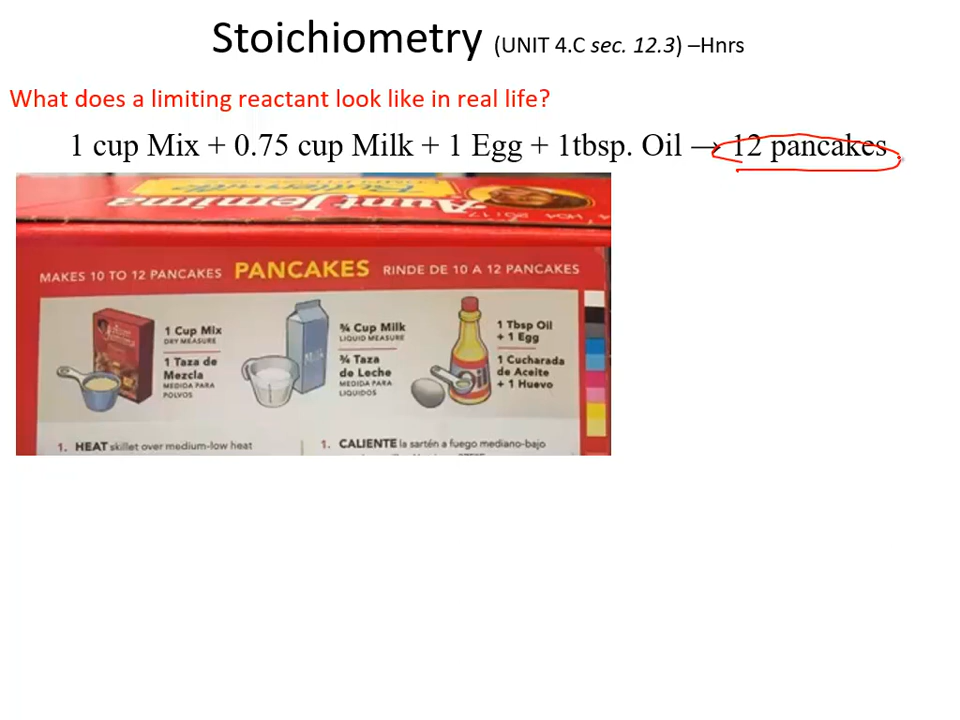 Stoichiometry (UNIT 4.C sec. 12.3) –Hnrs
What does a limiting reactant look like in real life?
1 cup Mix + 0.75 cup Milk + 1 Egg + 1tbsp. Oil → 12 pancakes
Buttermilk
Aunt Jemima
MAKES 10 TO 12 PANCAKES PANCAKES RINDE DE 10 A 12 PANCAKES
1 Cup Mix
DRY MEASURE
1 Taza de
Mezcla
MEDIDA PARA
POLVOS
Milk
¾ Cup Milk
LIQUID MEASURE
¾ Taza
de Leche
MEDIDA PARA
LIQUIDOS
oil
1 Tbsp Oil
+ 1 Egg
1 Cucharada
de Aceite
+ 1 Huevo
1. HEAT skillet over medium-low heat
1. CALIENTE la sartén a fuego mediano-bajo